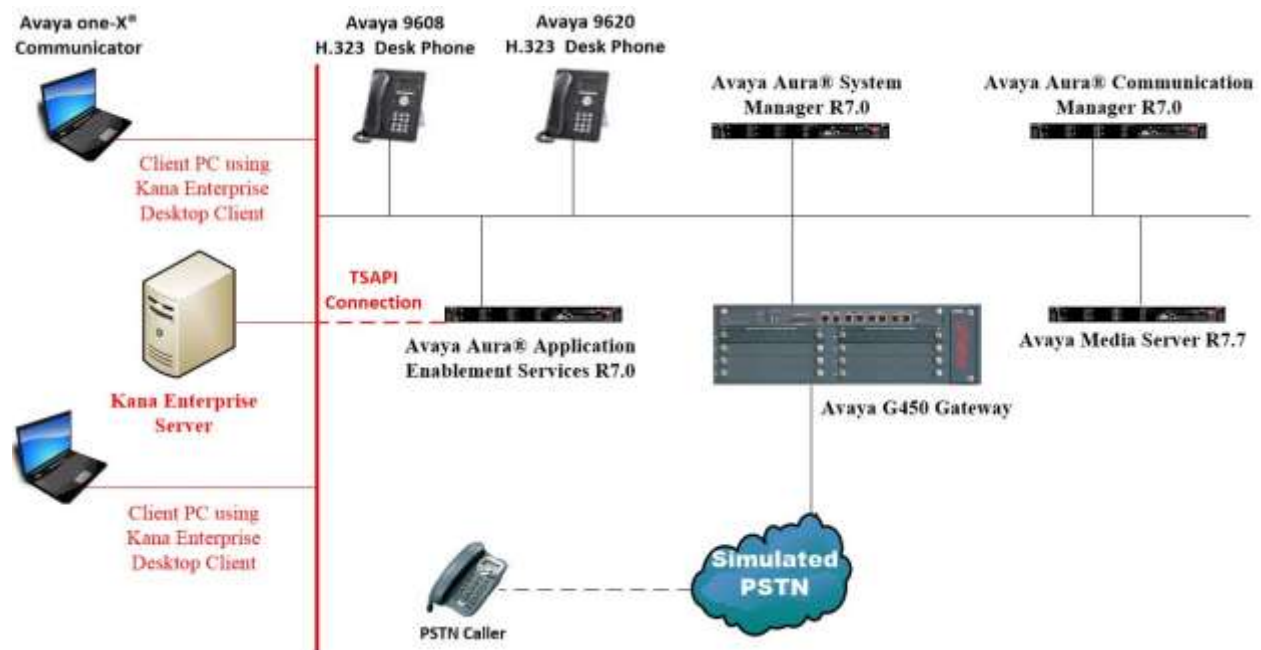 Avaya one-X®
Communicator
Avaya 9608
H.323 Desk Phone
Avaya 9620
H.323 Desk Phone
Avaya Aura® System
Manager R7.0
Avaya Aura® Communication
Manager R7.0
Client PC using
Kana Enterprise
Desktop Client
TSAPI
Connection
Avaya Aura® Application
Enablement Services R7.0
Avaya Media Server R7.7
Kana Enterprise
Server
Avaya G450 Gateway
Client PC using
Kana Enterprise
Desktop Client
Simulated
PSTN
PSTN Caller